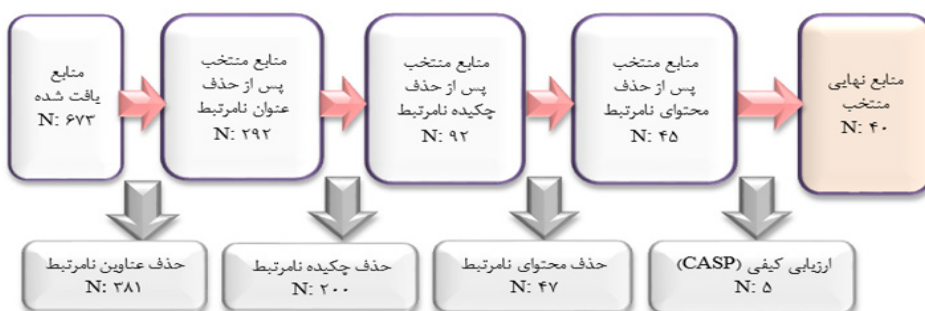 منابع
یافت شده
N: ۶۷۳
منابع منتخب
پس از حذف
عنوان نامرتبط
N: ۲۹۲
منابع منتخب
پس از حذف
چکیده نامرتبط
N: ۹۲
منابع منتخب
پس از حذف
محتوای نامرتبط
N: ۴۵
منابع نهایی
منتخب
N: ۴۰
حذف عناوین نامرتبط
N: ۳۸۱
حذف چکیده نامرتبط
N: ۲۰۰
حذف محتوای نامرتبط
N: ۴۷
ارزیابی کیفی (CASP)
N: ۵